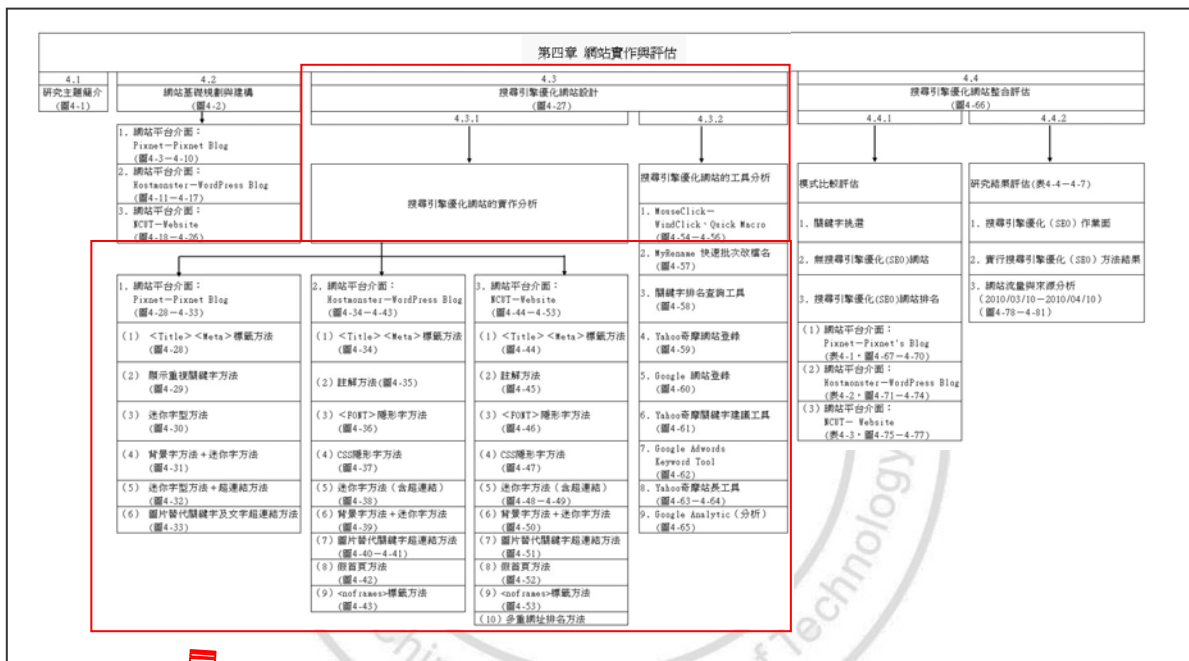 第四章 網站實作與評估
4.1
研究主題簡介
(圖4-1)
4.2
網站基礎規劃與建構
(圖4-2)
1. 網站平台介面：
Pixnet－Pixnet Blog
(圖4-3－4-10)
2. 網站平台介面：
Hostmonster－WordPress Blog
(圖4-11－4-17)
3. 網站平台介面：
NCUT－Website
(圖4-18－4-26)
4.3
搜尋引擎優化網站設計
(圖4-27)
4.3.1
搜尋引擎優化網站的實作分析
1. 網站平台介面：
Pixnet－Pixnet Blog
(圖4-28－4-33)
(1) <Title><Meta>標籤方法
(圖4-28)
(2) 顯示重視關鍵字方法
(圖4-29)
(3) 迷你字型方法
(圖4-30)
(4) 背景字方法＋迷你字方法
(圖4-31)
(5) 迷你字型方法＋超連結方法
(圖4-32)
(6) 圖片替代關鍵字及文字超連結方法
(圖4-33)
2. 網站平台介面：
Hostmonster－WordPress Blog
(圖4-34－4-43)
(1) <Title><Meta>標籤方法
(圖4-34)
(2) 註解方法(圖4-35)
(3) <FONT>隱形字方法
(圖4-36)
(4) CSS隱形字方法
(圖4-37)
(5) 迷你字方法（含超連結）
(圖4-38)
(6) 背景字方法＋迷你字方法
(圖4-39)
(7) 圖片替代關鍵字超連結方法
(圖4-40－4-41)
(8) 假首頁方法
(圖4-42)
(9) <noframes>標籤方法
(圖4-43)
3. 網站平台介面：
NCUT－Website
(圖4-44－4-53)
(1) <Title><Meta>標籤方法
(圖4-44)
(2) 註解方法
(圖4-45)
(3) <FONT>隱形字方法
(圖4-46)
(4) CSS隱形字方法
(圖4-47)
(5) 迷你字方法（含超連結）
(圖4-48－4-49)
(6) 背景字方法＋迷你字方法
(圖4-50)
(7) 圖片替代關鍵字超連結方法
(圖4-51)
(8) 假首頁方法
(圖4-52)
(9) <noframes>標籤方法
(圖4-53)
(10) 多重網址排名方法
4.3.2
搜尋引擎優化網站的工具分析
1. MouseClick－
WindClick、Quick Macro
(圖4-54－4-56)
2. MyRename 快速批次改檔名
(圖4-57)
3. 關鍵字排名查詢工具
(圖4-58)
4. Yahoo奇摩網站登錄
(圖4-59)
5. Google 網站登錄
(圖4-60)
6. Yahoo奇摩關鍵字建議工具
(圖4-61)
7. Google Adwords
Keyword Tool
(圖4-62)
8. Yahoo奇摩站長工具
(圖4-63－4-64)
9. Google Analytic（分析）
(圖4-65)
4.4
搜尋引擎優化網站整合評估
(圖4-66)
4.4.1
模式比較評估
1. 關鍵字挑選
2. 無搜尋引擎優化(SEO)網站
3. 搜尋引擎優化(SEO)網站排名
(1) 網站平台介面：
Pixnet－Pixnet's Blog
(表4-1，圖4-67－4-70)
(2) 網站平台介面：
Hostmonster－WordPress Blog
(表4-2，圖4-71－4-74)
(3) 網站平台介面：
NCUT－ Website
(表4-3，圖4-75－4-77)
4.4.2
研究結果評估(表4-4－4-7)
1. 搜尋引擎優化（SEO）作業面
2. 實行搜尋引擎優化（SEO）方法結果
3. 網站流量與來源分析
(2010/03/10－2010/04/10)
(圖4-78－4-81)
Chin
of Technology